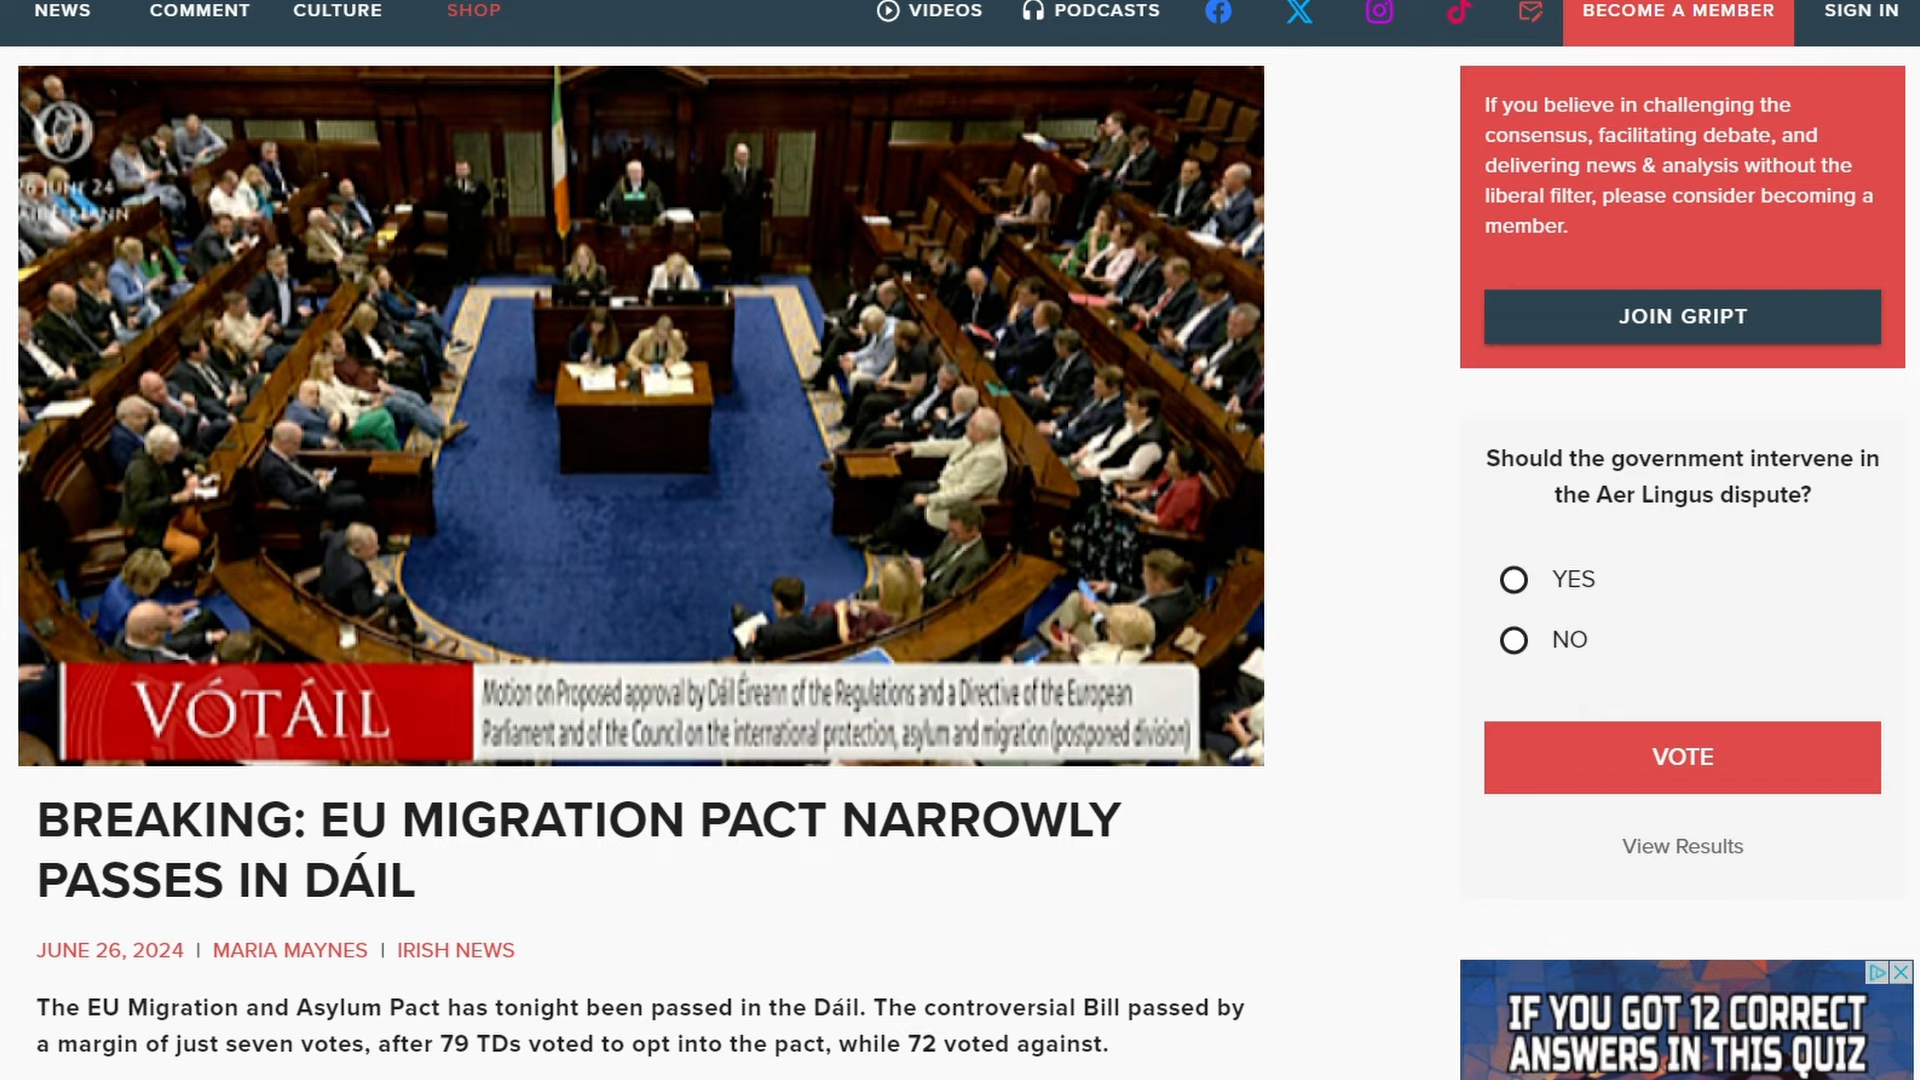 NEWS COMMENT CULTURE SHOP VIDEOS PODCASTS BECOME A MEMBER SIGN IN
6 JUNE 24
VÓTÁIL
Motion on Proposed approval by Dáil Éireann of the Regulations and a Directive of the European
Parliament and of the Council on the international protection, asylum and migration (postponed division)
BREAKING: EU MIGRATION PACT NARROWLY
PASSES IN DÁIL
JUNE 26, 2024 | MARIA MAYNES | IRISH NEWS
The EU Migration and Asylum Pact has tonight been passed in the Dáil. The controversial Bill passed by
a margin of just seven votes, after 79 TDs voted to opt into the pact, while 72 voted against.
If you believe in challenging the
consensus, facilitating debate, and
delivering news & analysis without the
liberal filter, please consider becoming a
member.
JOIN GRIPT
Should the government intervene in
the Aer Lingus dispute?
YES
NO
VOTE
View Results
IF YOU GOT 12 CORRECT
ANSWERS IN THIS QUIZ